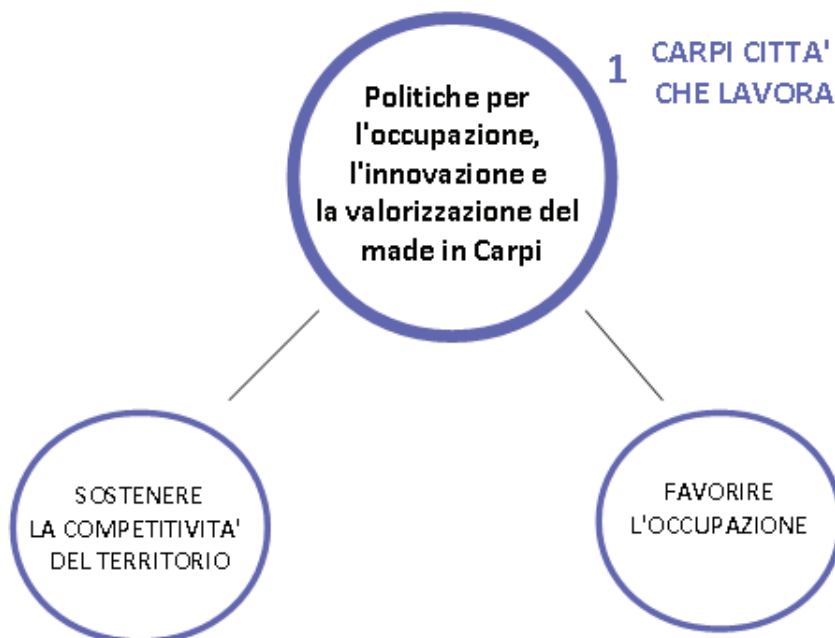 1 CARPI CITTA'
CHE LAVORA
Politiche per
l'occupazione,
l'innovazione e
la valorizzazione del
made in Carpi
SOSTENERE
LA COMPETITIVITA'
DEL TERRITORIO
FAVORIRE
L'OCCUPAZIONE